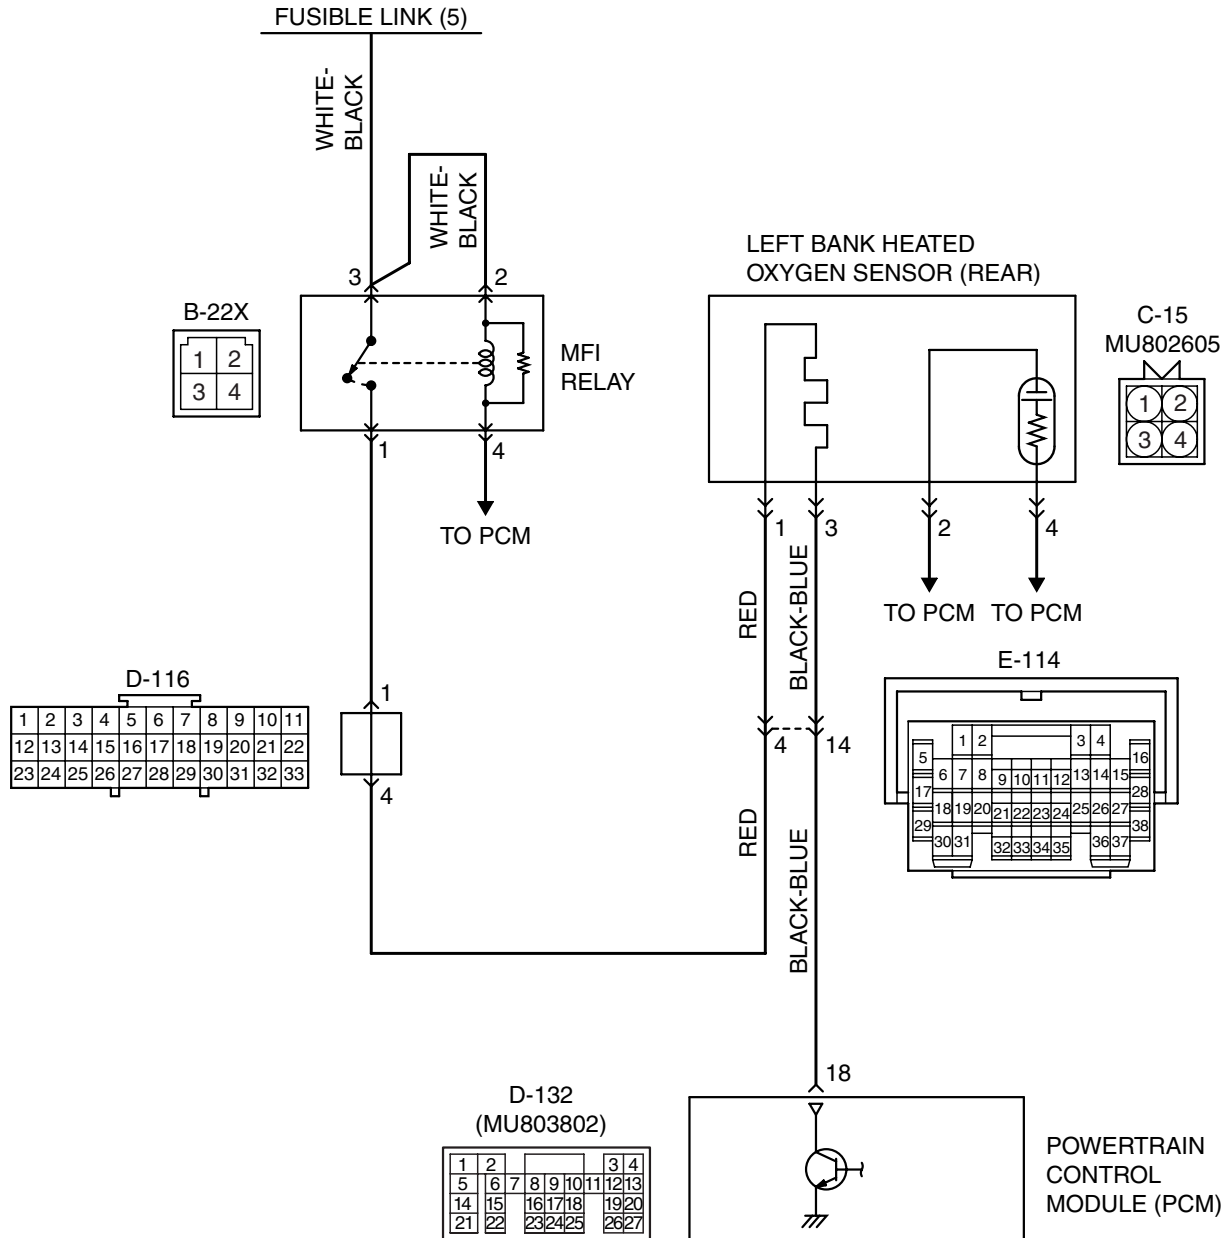 FUSIBLE LINK (5)
WHITE-
BLACK
WHITE-
BLACK
3
2
B-22X
1 2
3 4
MFI
RELAY
1
4
TO PCM
LEFT BANK HEATED
OXYGEN SENSOR (REAR)
C-15
MU802605
1 2
3 4
1
3
2
4
RED
BLACK-BLUE
TO PCM
TO PCM
D-116
1 2 3 4 5 6 7 8 9 10 11
12 13 14 15 16 17 18 19 20 21 22
23 24 25 26 27 28 29 30 31 32 33
1
4
4
14
RED
BLACK-BLUE
E-114
1 2 3 4
5 16
6 7 8 9 10 11 12 13 14 15
17 28
18 19 20 21 22 23 24 25 26 27
29 38
30 31 32 33 34 35 36 37
18
D-132
(MU803802)
1 2 3 4
5 6 7 8 9 10 11 12 13
14 15 16 17 18 19 20
21 22 23 24 25 26 27
POWERTRAIN
CONTROL
MODULE (PCM)